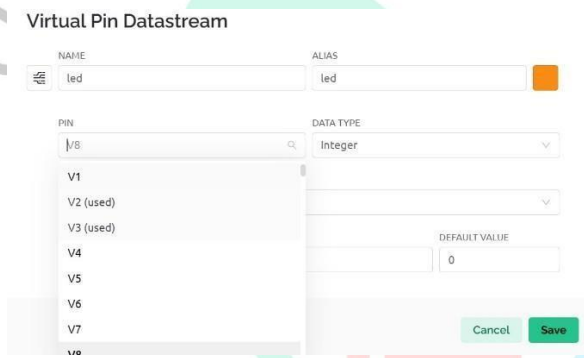 Virtual Pin Datastream
NAME ALIAS
led led
PIN DATA TYPE
V8 Integer
V1
V2 (used)
V3 (used)
DEFAULT VALUE
V4
0
V5
V6
V7
Cancel Save
V8